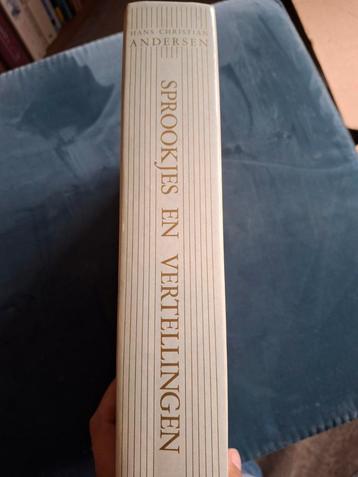 HANS CHRISTIAN
ANDERSEN
SPROOKJES EN VERTELLINGEN